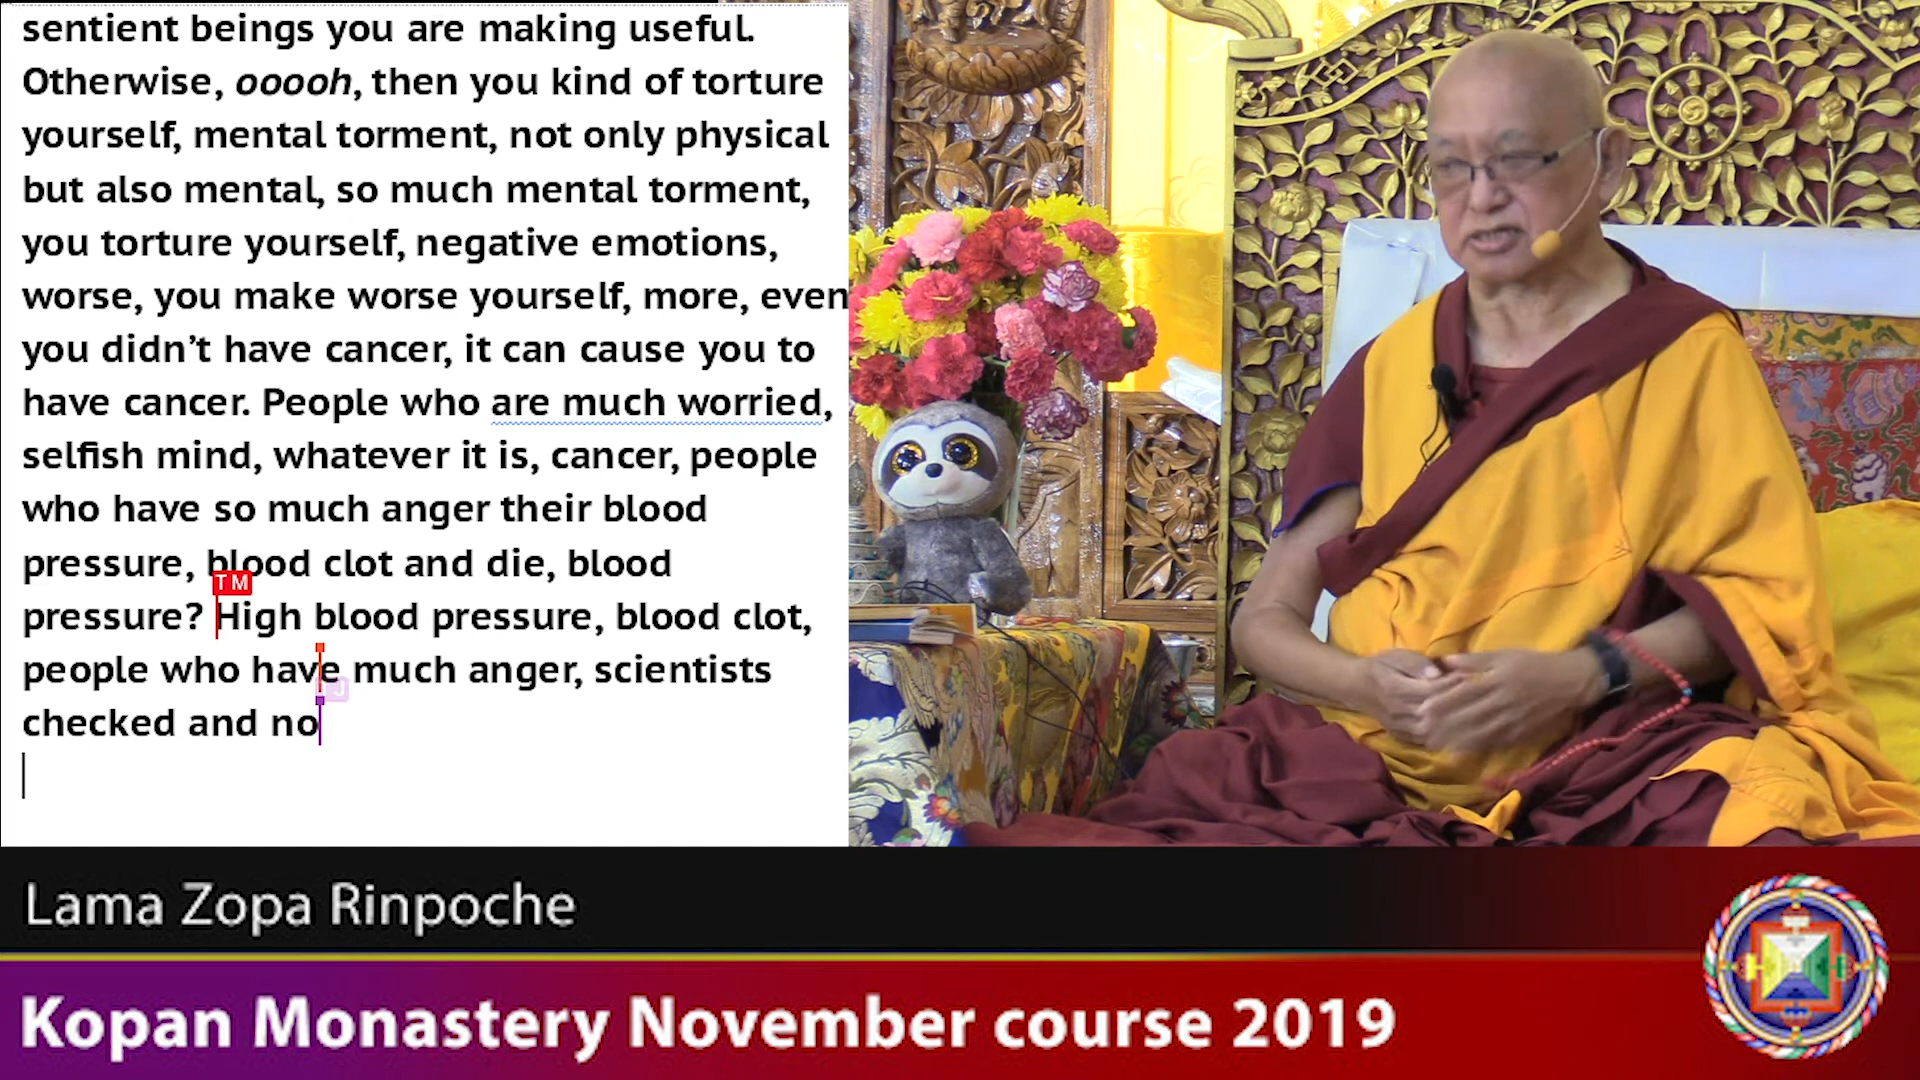 sentient beings you are making useful.
Otherwise, ooooh, then you kind of torture
yourself, mental torment, not only physical
but also mental, so much mental torment,
you torture yourself, negative emotions,
worse, you make worse yourself, more, even
you didn’t have cancer, it can cause you to
have cancer. People who are much worried,
selfish mind, whatever it is, cancer, people
who have so much anger their blood
pressure, blood clot and die, blood
TM
pressure? High blood pressure, blood clot,
people who have much anger, scientists
checked and no
Lama Zopa Rinpoche
Kopan Monastery November course 2019